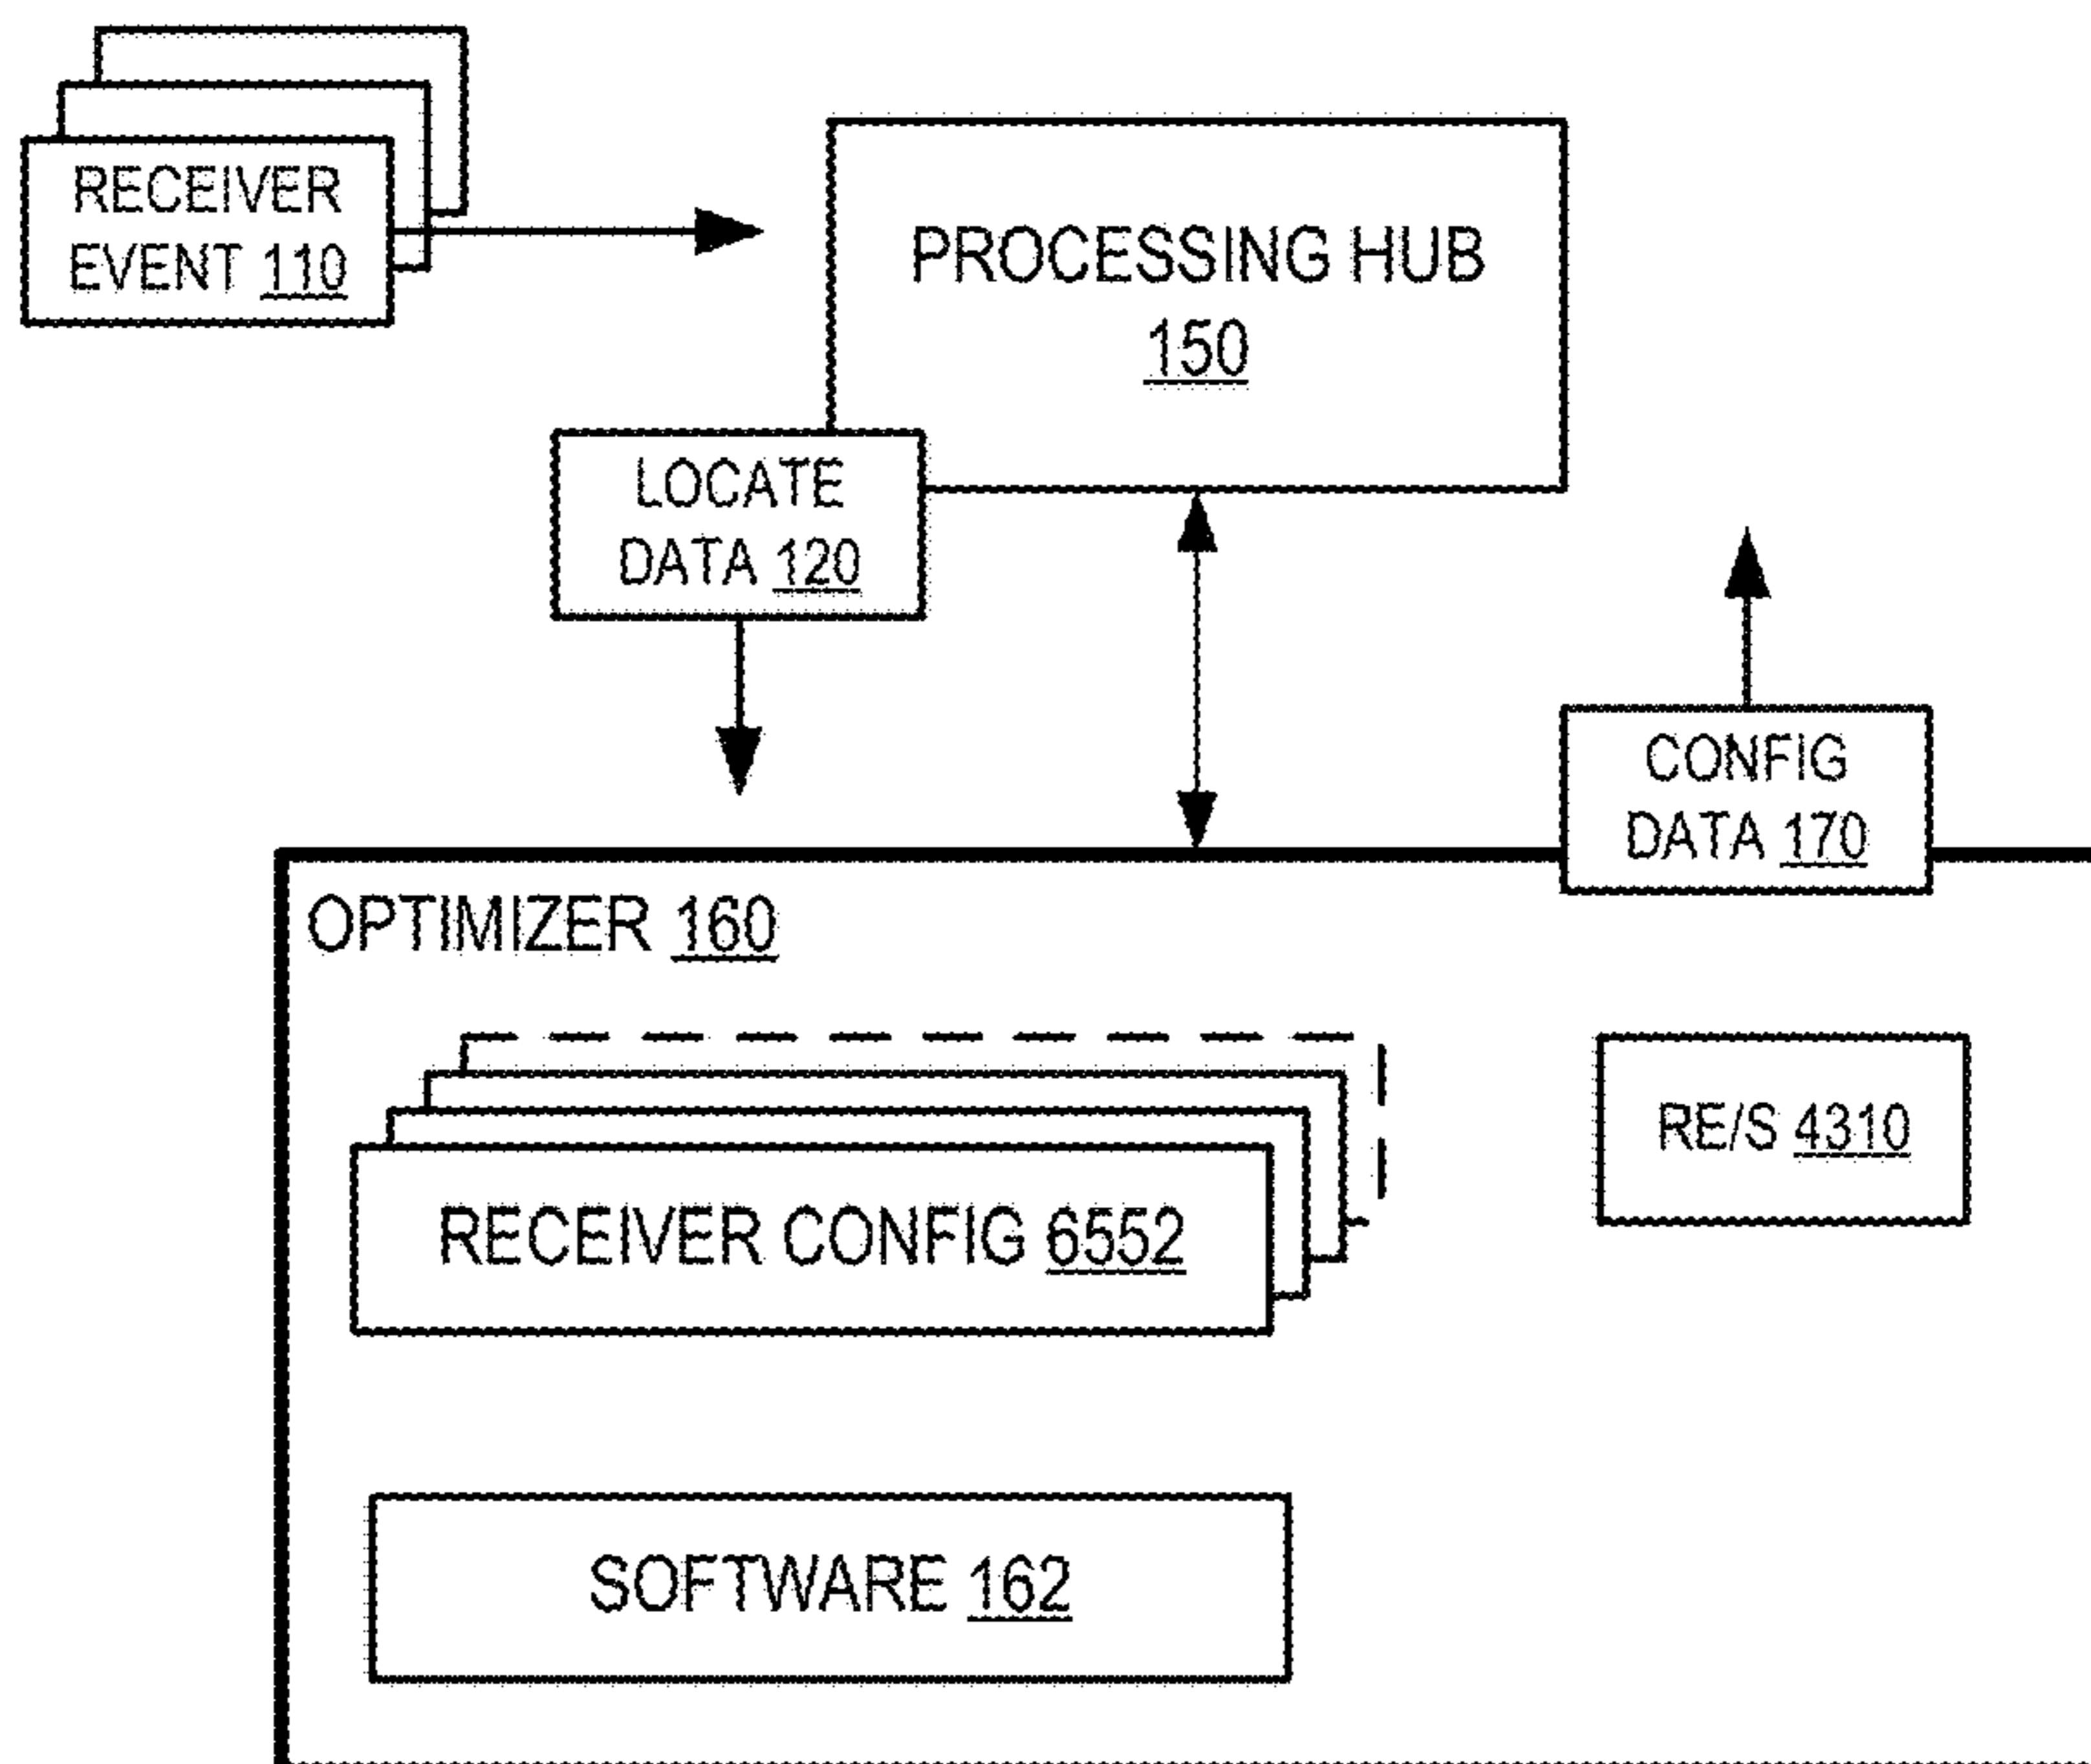 RECEIVER
EVENT 110
PROCESSING HUB
150
LOCATE
DATA 120
CONFIG
DATA 170
OPTIMIZER 160
RE/S 4310
RECEIVER CONFIG 6552
SOFTWARE 162